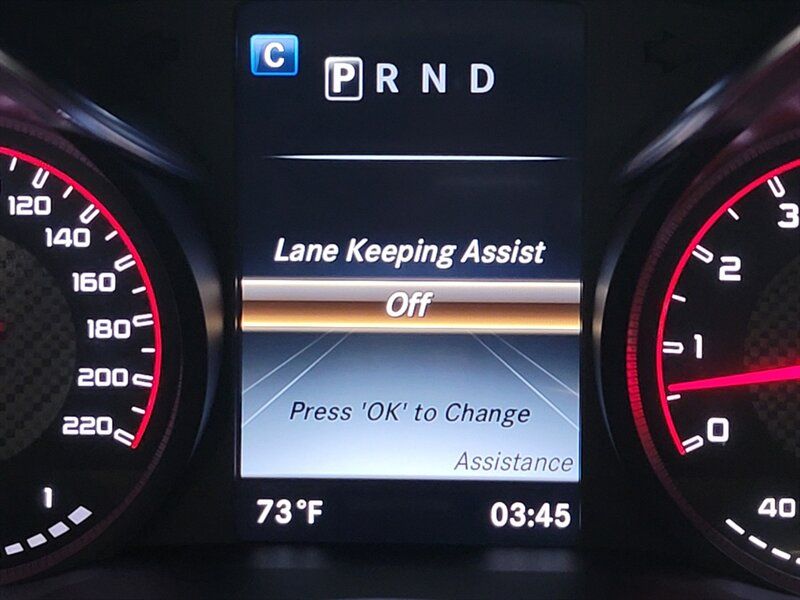 C
P R N D
Lane Keeping Assist
Off
Press 'OK' to Change
Assistance
73°F
03:45
120
140
160
180
200
220
1
3
2
1
0
40